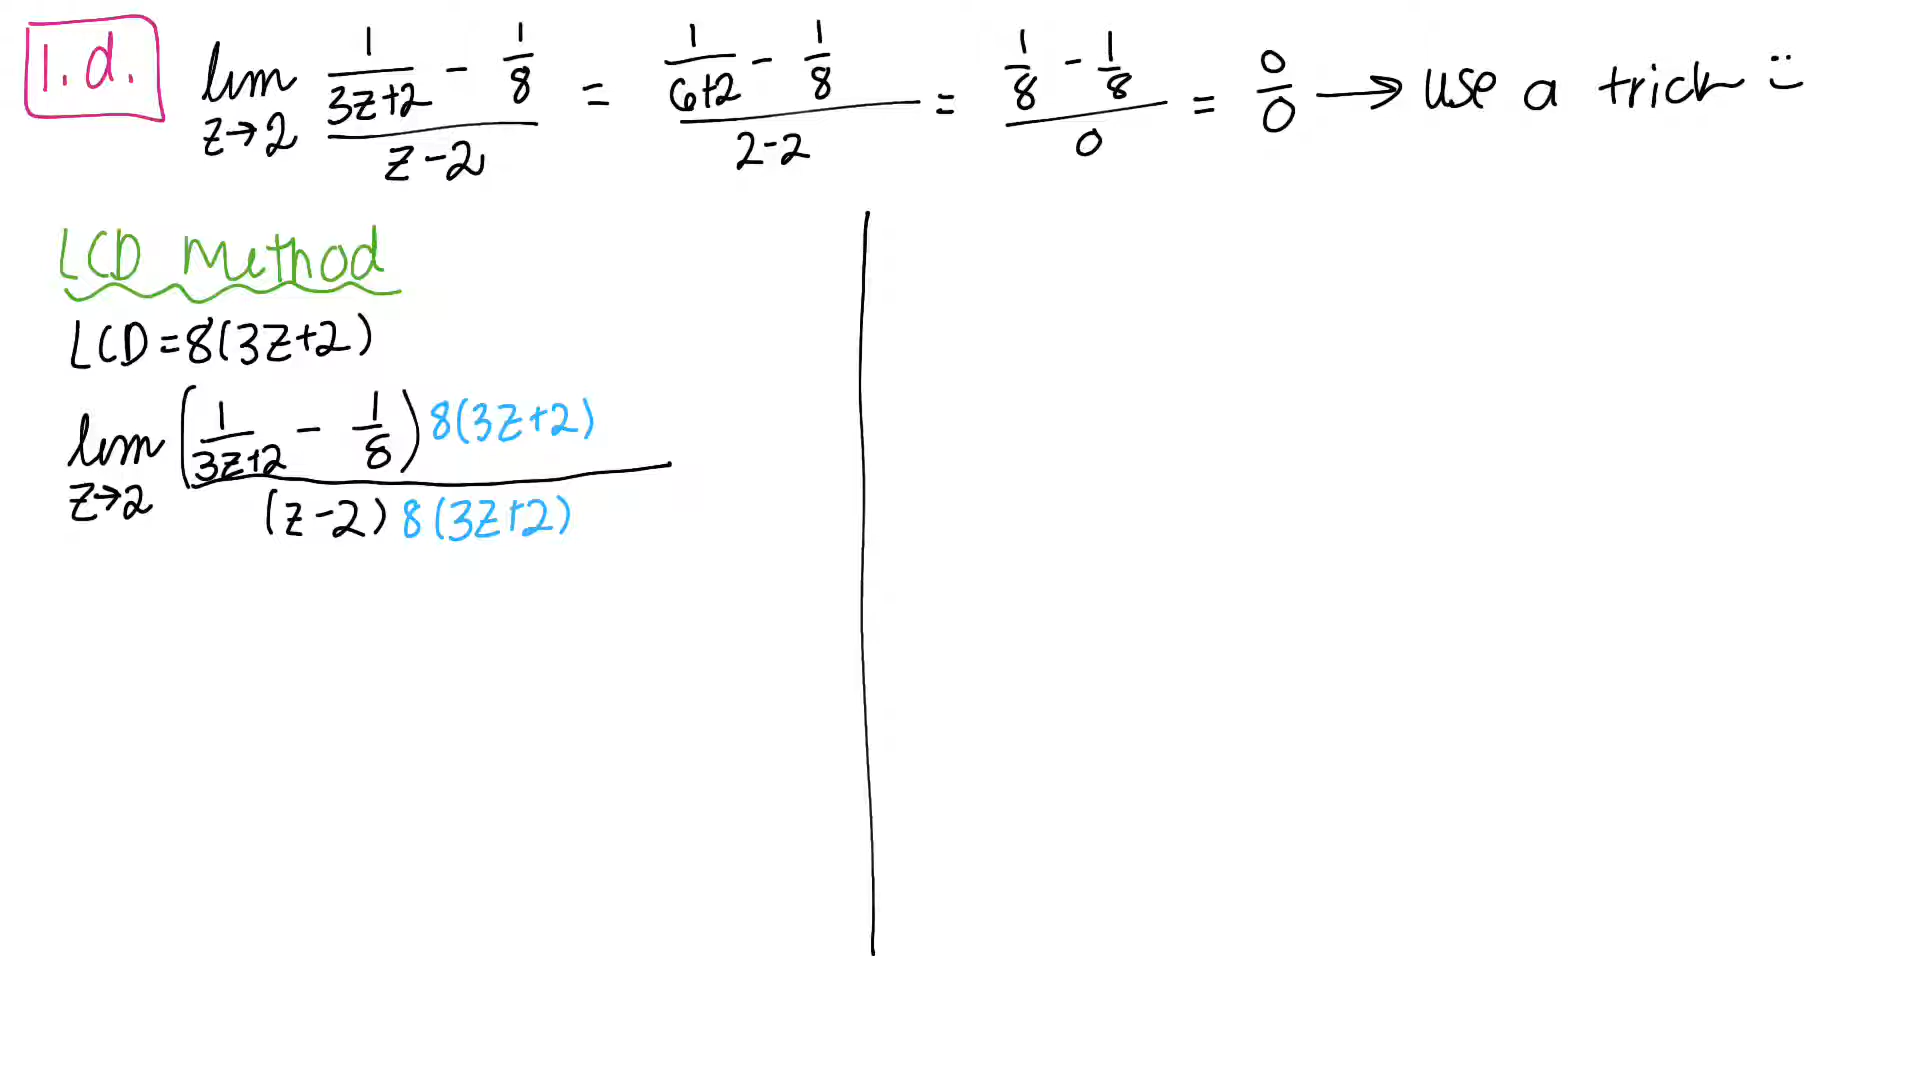 1.d. lim z→2 (1/(3z+2) - 1/8)/(z-2) = (1/(6+2) - 1/8)/(2-2) = (1/8 - 1/8)/0 = 0/0 → use a trick :)
LCD Method
LCD = 8(3z+2)
lim z→2 ((1/(3z+2) - 1/8) 8(3z+2))/((z-2) 8(3z+2))